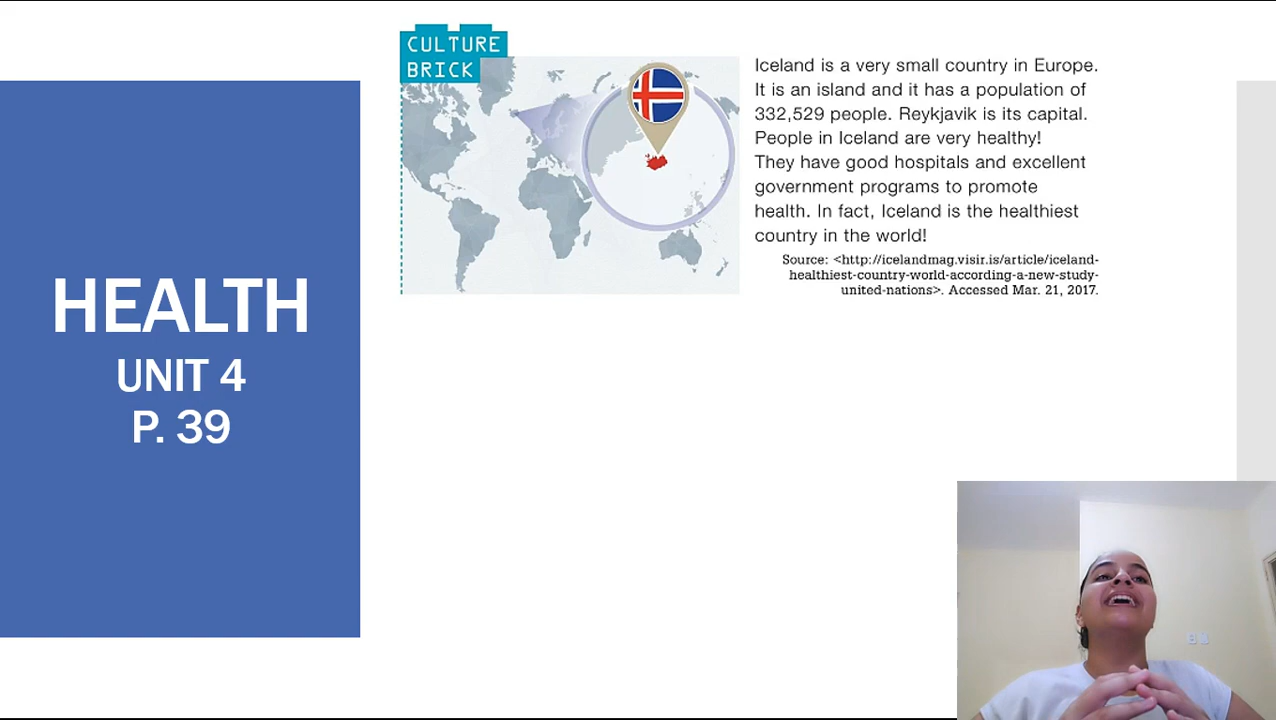 CULTURE
BRICK
Iceland is a very small country in Europe.
It is an island and it has a population of
332,529 people. Reykjavik is its capital.
People in Iceland are very healthy!
They have good hospitals and excellent
government programs to promote
health. In fact, Iceland is the healthiest
country in the world!
Source: <http://icelandmag.visir.is/article/iceland-
healthiest-country-world-according-a-new-study-
united-nations>. Accessed Mar. 21, 2017.
HEALTH
UNIT 4
P. 39